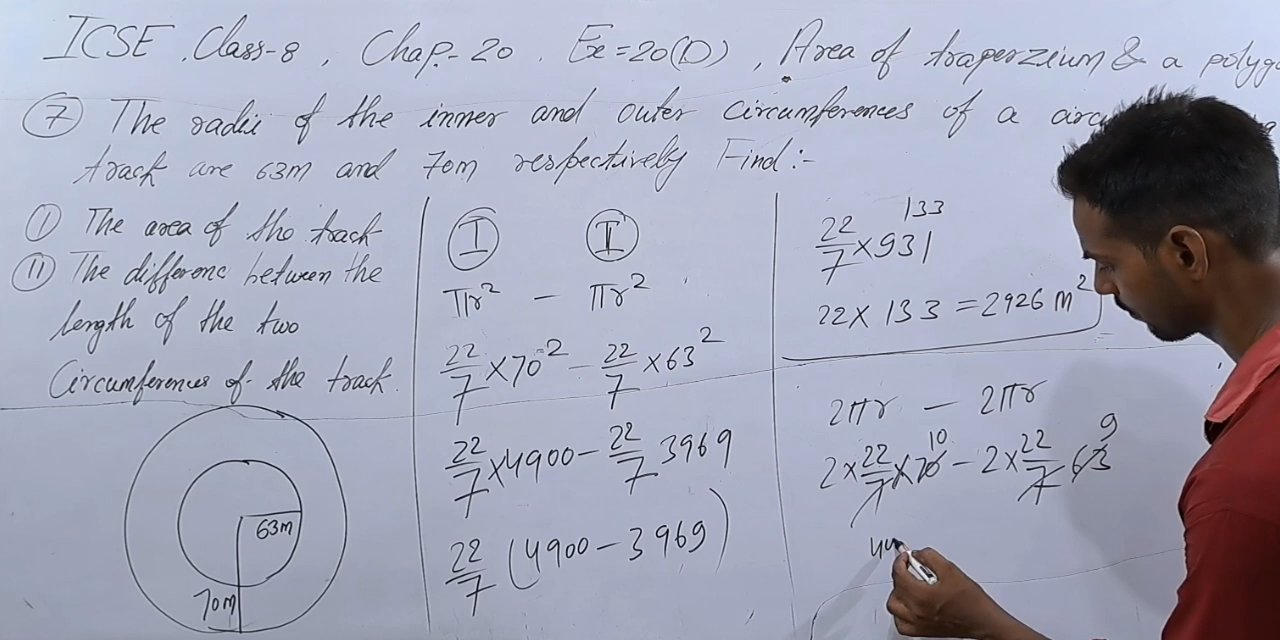 ICSE, Class-8, Chap.-20, Ex=20(D), Area of traperzium & a polyg
⑦ The radii of the inner and outer circumferences of a circ
track are 63m and 70m respectively Find:-
① The area of the track
⑪ The differenc between the
length of the two
Circumferences of the track.
63m
70m
I II
πr² - πr²
22/7 × 70² - 22/7 × 63²
22/7 × 4900 - 22/7 3969
22/7 (4900 - 3969)
133
22/7 × 931
22 × 133 = 2926 m²
2πr - 2πr
10 9
2 × 22/7 × 70 - 2 × 22/7 63
44